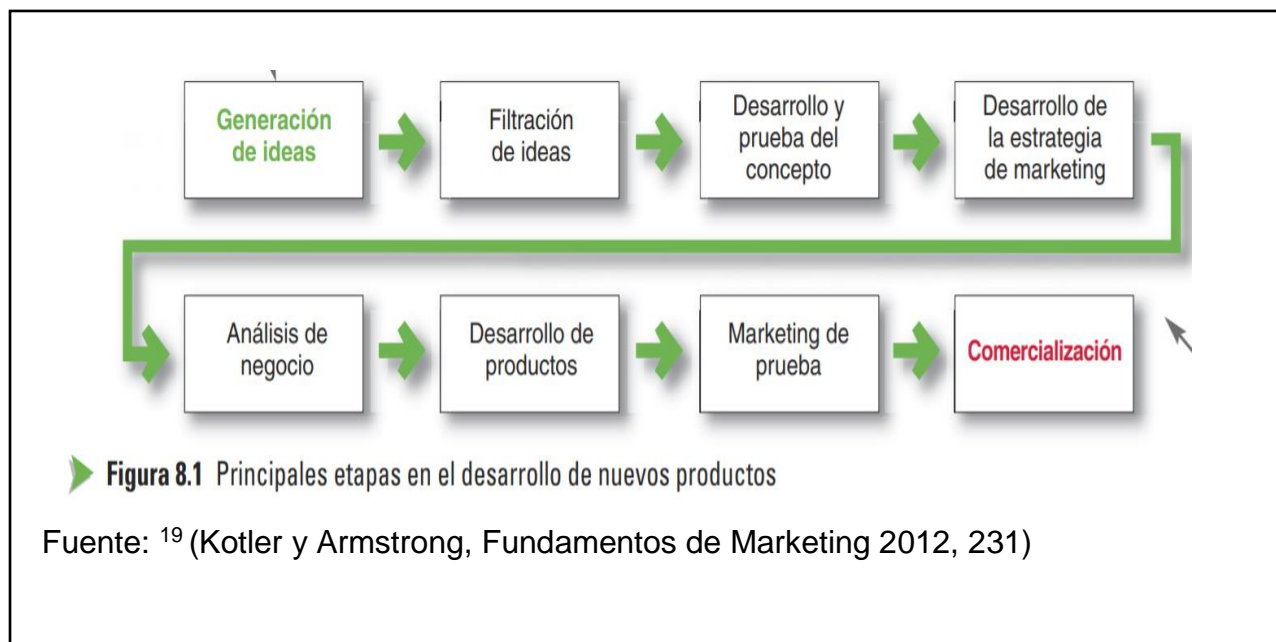 Generación
de ideas
Filtración
de ideas
Desarrollo y
prueba del
concepto
Desarrollo de
la estrategia
de marketing
Análisis de
negocio
Desarrollo de
productos
Marketing de
prueba
Comercialización
Figura 8.1 Principales etapas en el desarrollo de nuevos productos
Fuente: 19 (Kotler y Armstrong, Fundamentos de Marketing 2012, 231)